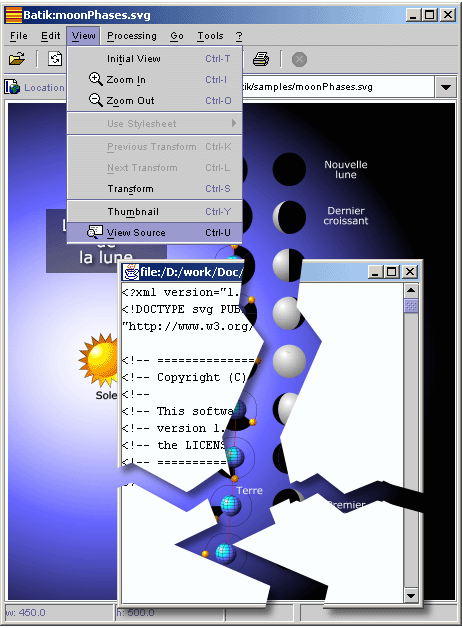 Batik:moonPhases.svg
File Edit View Processing Go Tools ?
Initial View Ctrl-T
Zoom In Ctrl-I
Zoom Out Ctrl-O
Use Stylesheet
Previous Transform Ctrl-K
Next Transform Ctrl-L
Transform Ctrl-S
Thumbnail Ctrl-Y
View Source Ctrl-U
Location
tik/samples/moonPhases.svg
Nouvelle
lune
Dernier
croissant
L
de
la lune
Sole
file:/D:/work/Doc/
<?xml version="1.
<!DOCTYPE svg PUB
"http://www.w3.org/
<!-- ==============
<!-- Copyright (C)
<!--
<!-- This softwa
<!-- version 1.
<!-- the LICENS
<!-- ===========
Terre
Premier
w: 450.0 h: 500.0